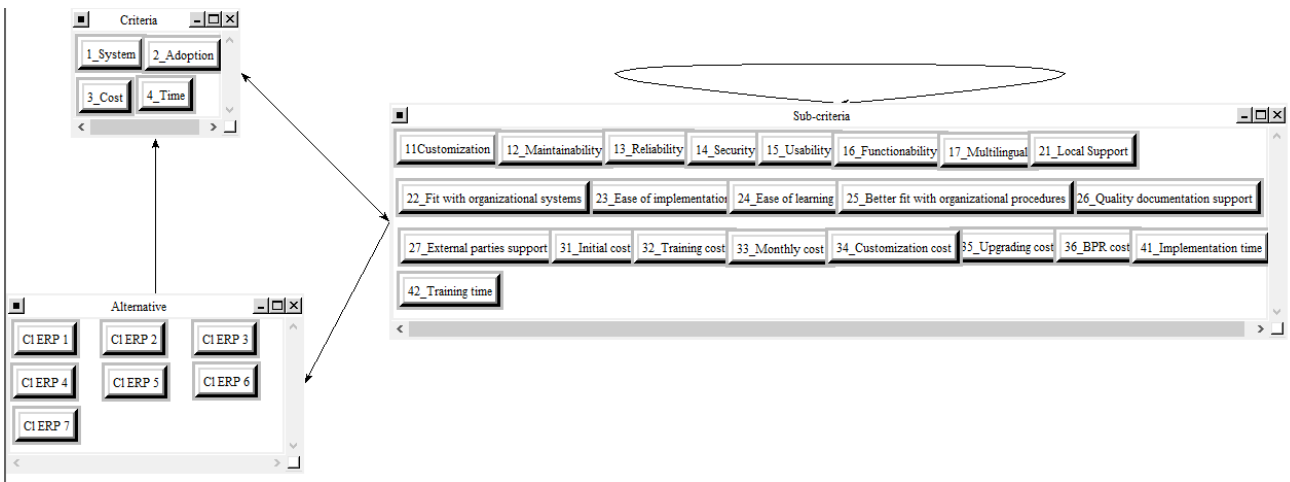 Criteria
1_System 2_Adoption
3_Cost 4_Time
Sub-criteria
11Customization 12_Maintainability 13_Reliability 14_Security 15_Usability 16_Functionability 17_Multilingual 21_Local Support
22_Fit with organizational systems 23_Ease of implementation 24_Ease of learning 25_Better fit with organizational procedures 26_Quality documentation support
27_External parties support 31_Initial cost 32_Training cost 33_Monthly cost 34_Customization cost 35_Upgrading cost 36_BPR cost 41_Implementation time
42_Training time
Alternative
C1 ERP 1 C1 ERP 2 C1 ERP 3
C1 ERP 4 C1 ERP 5 C1 ERP 6
C1 ERP 7